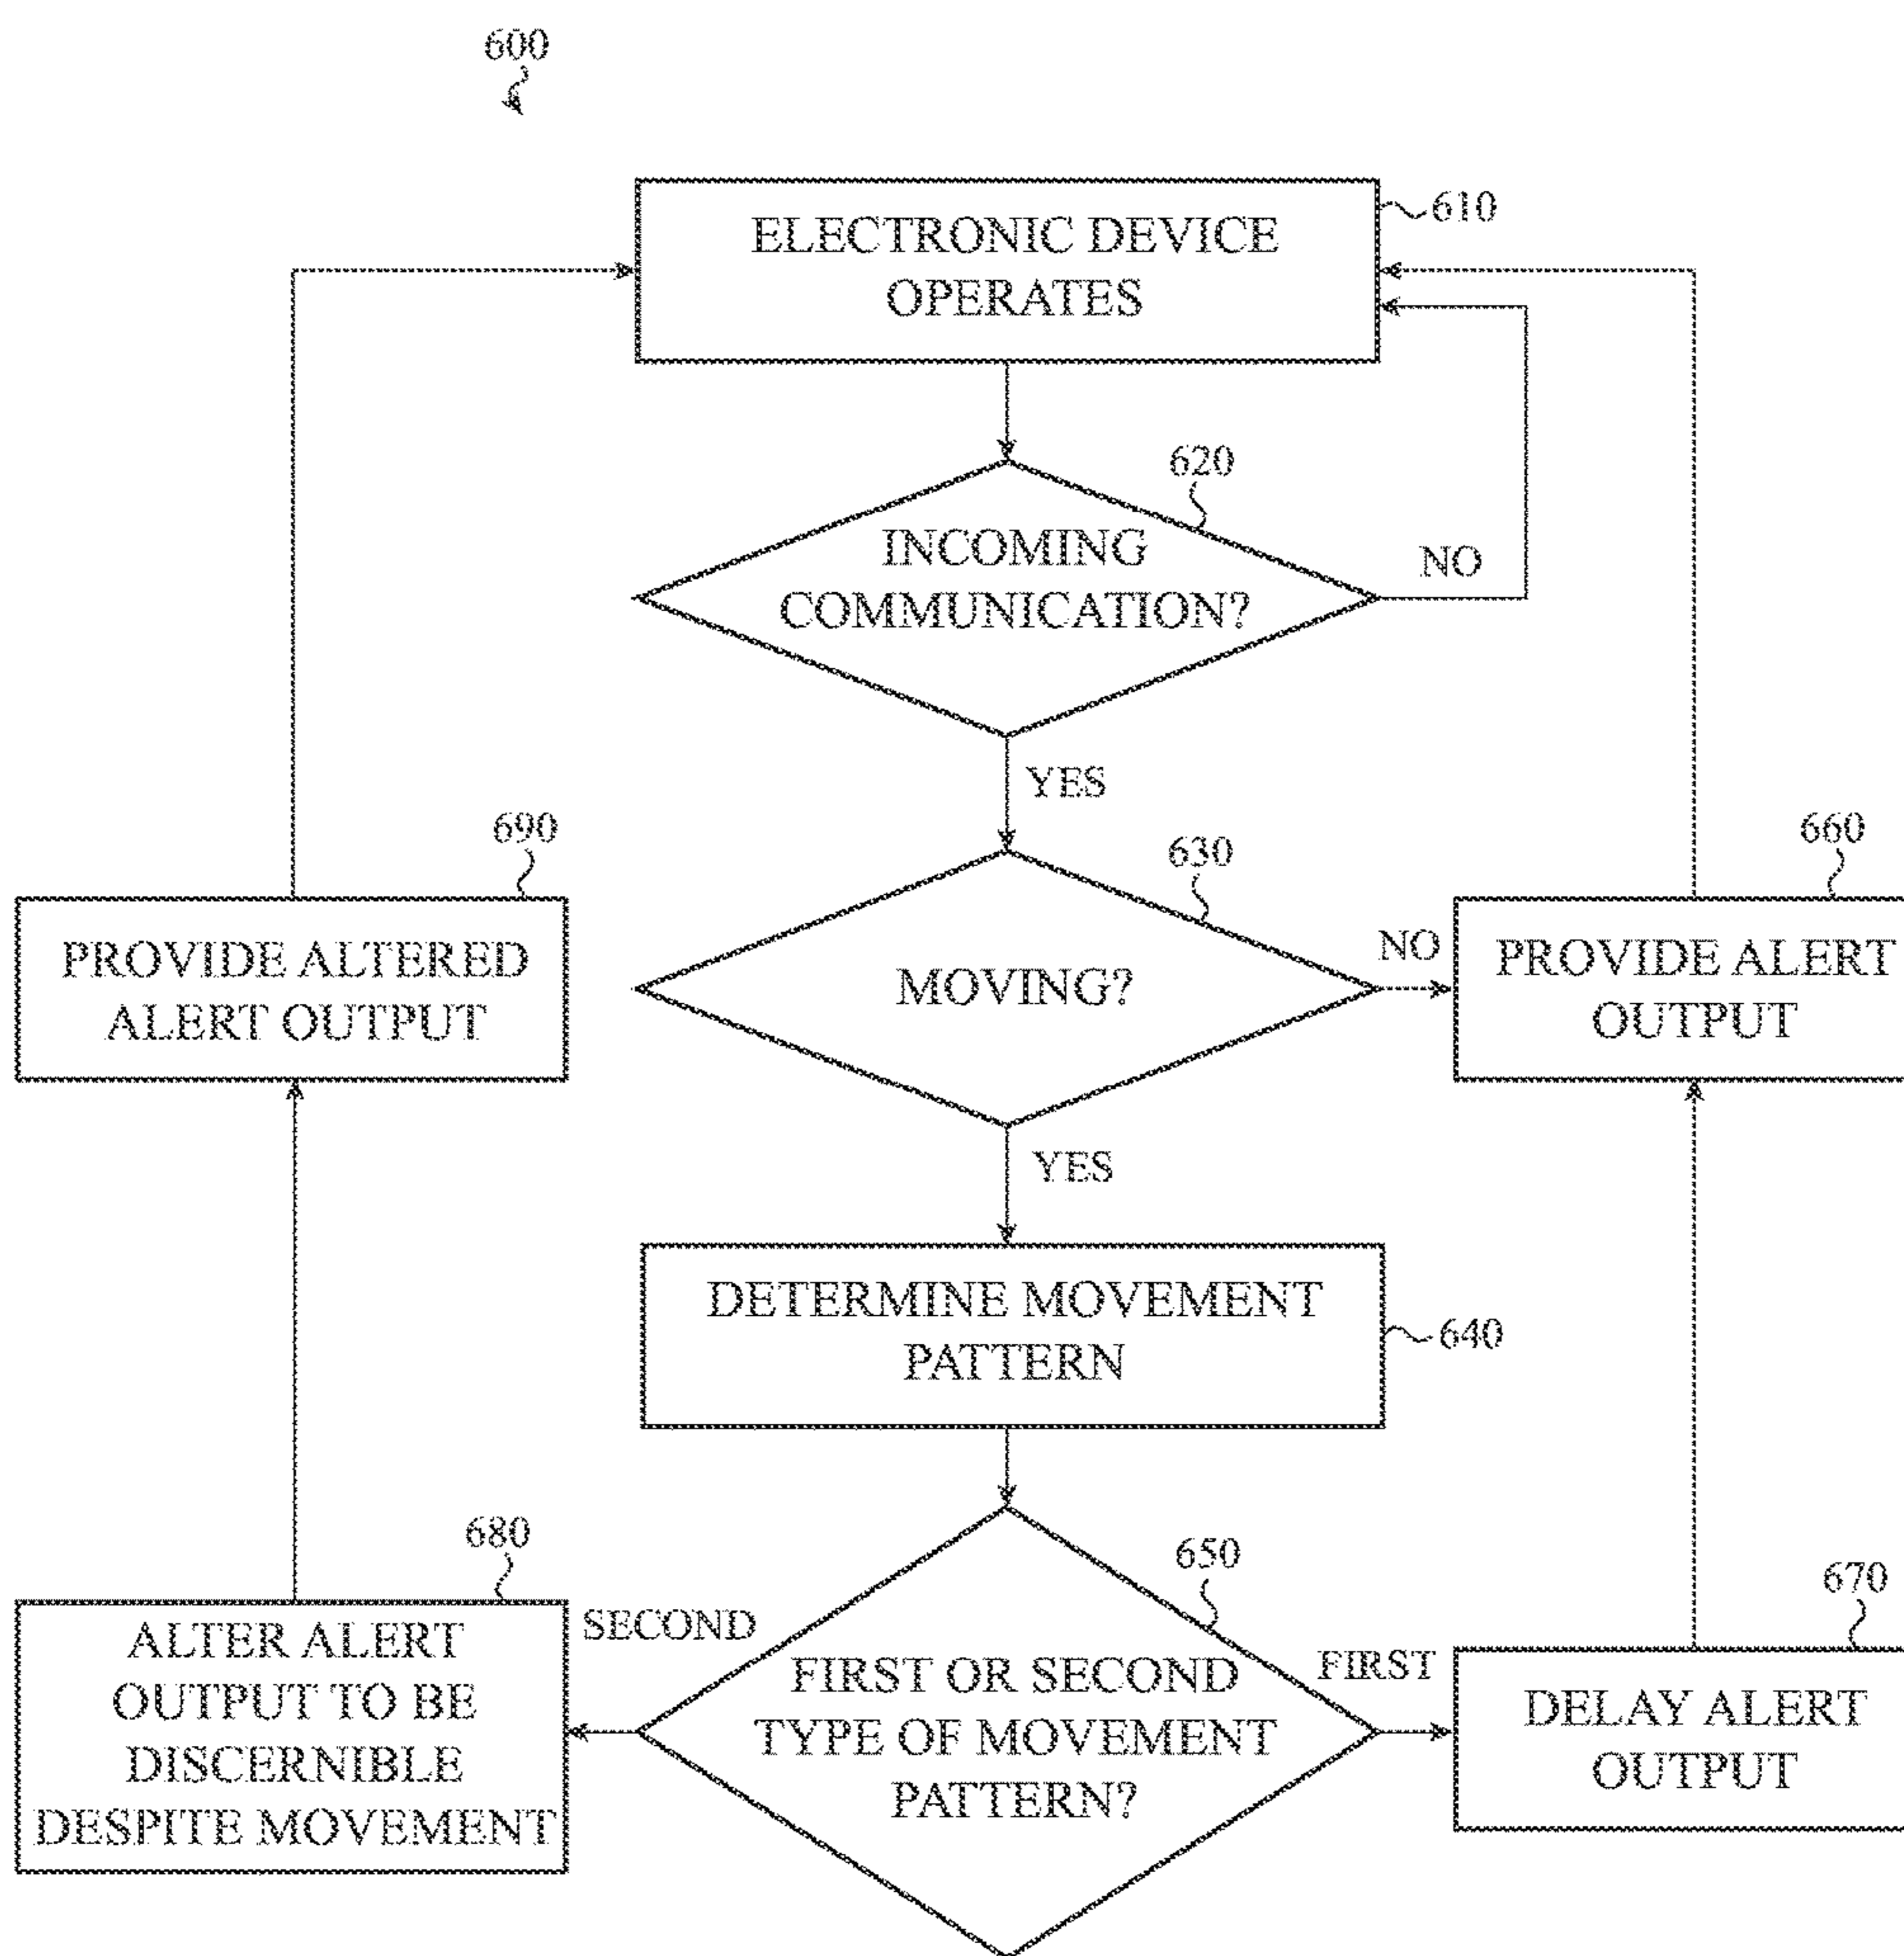 600
ELECTRONIC DEVICE
OPERATES
610
620
INCOMING
COMMUNICATION?
NO
YES
690
630
660
PROVIDE ALTERED
ALERT OUTPUT
MOVING?
NO
PROVIDE ALERT
OUTPUT
YES
DETERMINE MOVEMENT
PATTERN
640
680
650
670
ALTER ALERT
OUTPUT TO BE
DISCERNIBLE
DESPITE MOVEMENT
SECOND
FIRST OR SECOND
TYPE OF MOVEMENT
PATTERN?
FIRST
DELAY ALERT
OUTPUT